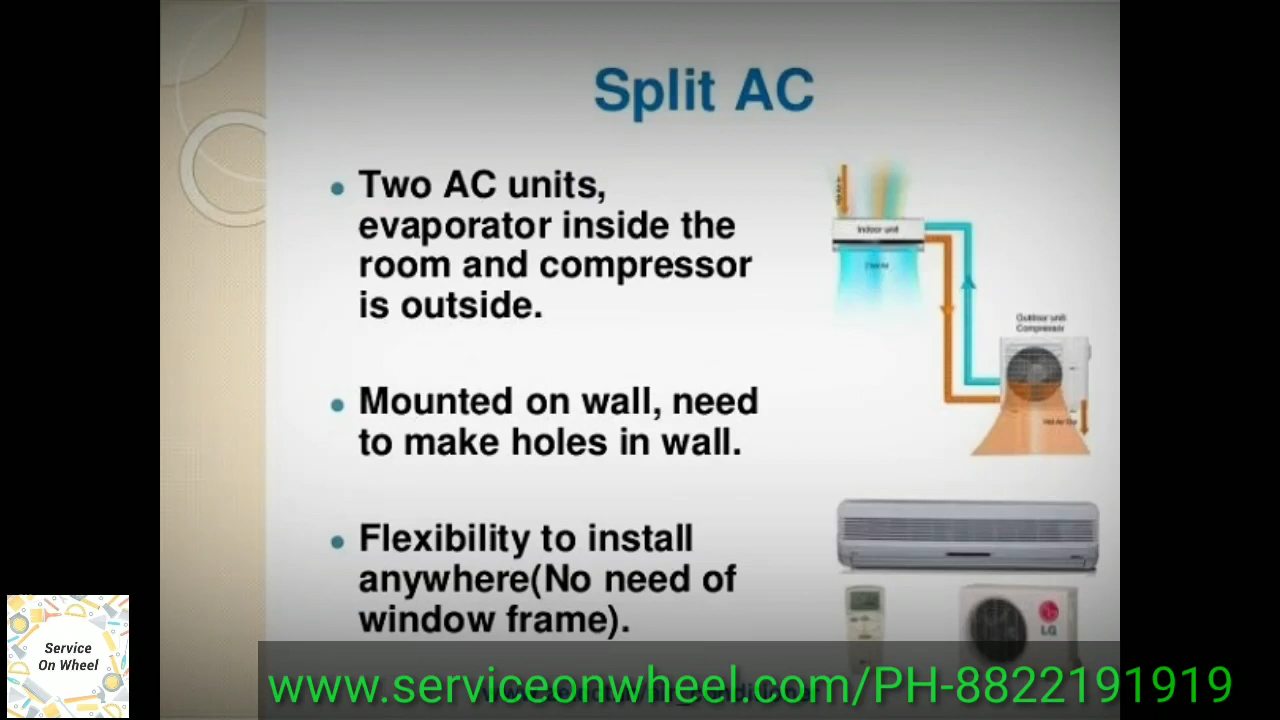 Split AC
Two AC units,
evaporator inside the
room and compressor
is outside.
Mounted on wall, need
to make holes in wall.
Flexibility to install
anywhere(No need of
window frame).
Indoor unit
Outdoor unit
Compressor
LG
Service
On Wheel
www.serviceonwheel.com/PH-8822191919